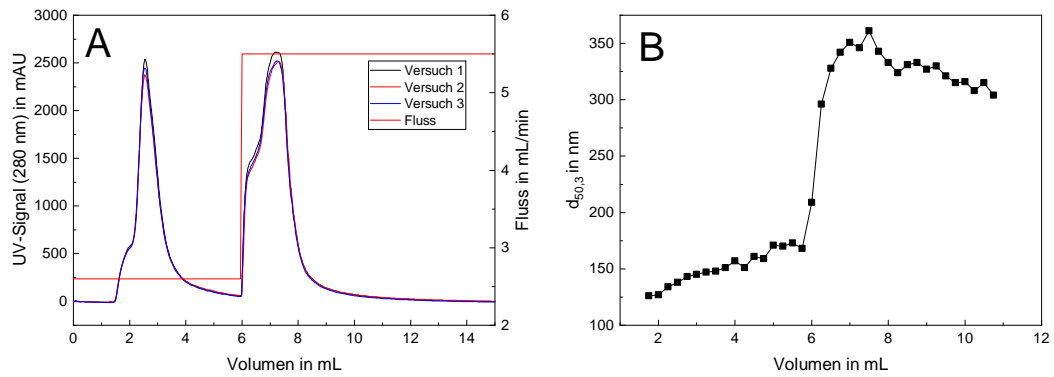 A
UV-Signal (280 nm) in mAU
3000
2500
2000
1500
1000
500
0
0
2
4
6
8
10
12
14
Volumen in mL
6
5
4
3
2
Fluss in mL/min
Versuch 1
Versuch 2
Versuch 3
Fluss
B
d50,3 in nm
350
300
250
200
150
100
2
4
6
8
10
12
Volumen in mL